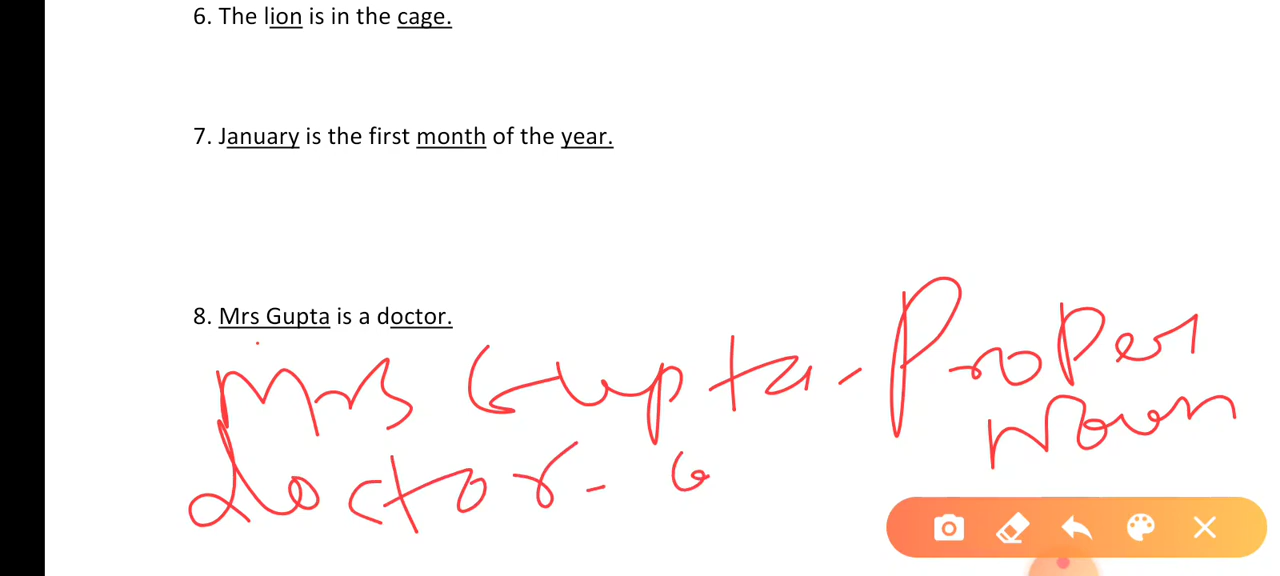 6. The lion is in the cage.
7. January is the first month of the year.
8. Mrs Gupta is a doctor.
Mrs Gupta - Proper
Noun
doctor - Co